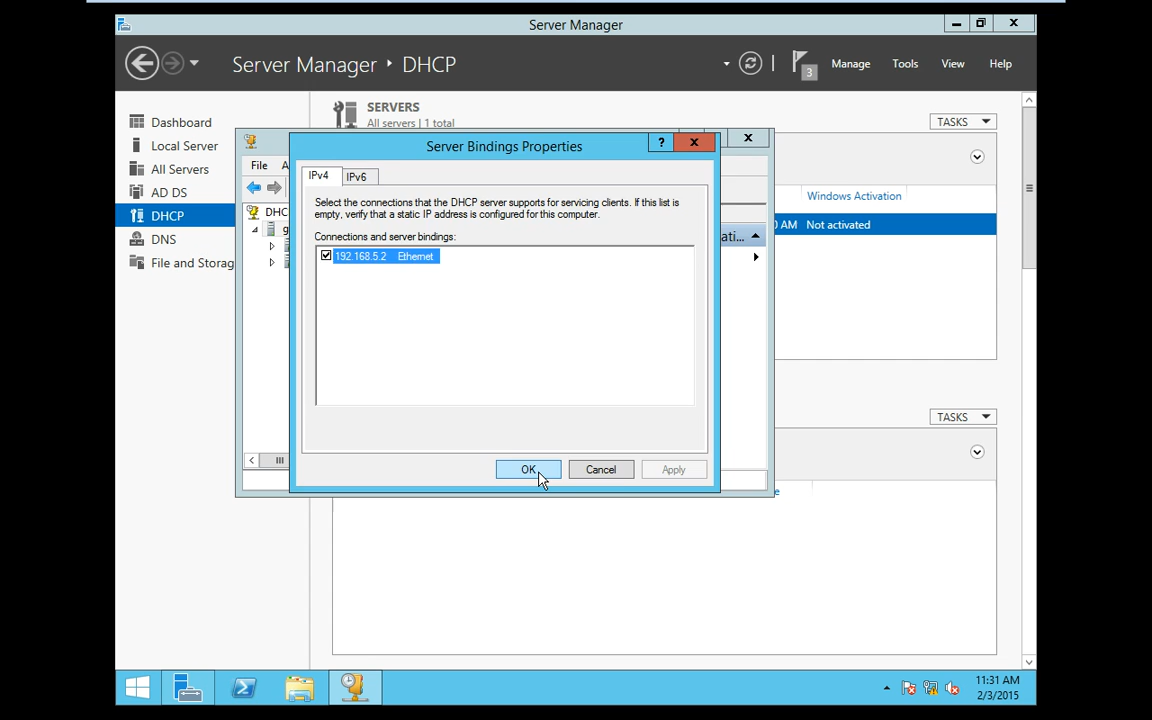 Server Manager
Server Manager ‣ DHCP
3
Manage
Tools
View
Help
Dashboard
Local Server
All Servers
AD DS
DHCP
DNS
File and Storag
SERVERS
All servers | 1 total
TASKS
Windows Activation
0 AM Not activated
TASKS
File
DHC
ati...
Server Bindings Properties
?
IPv4
IPv6
Select the connections that the DHCP server supports for servicing clients. If this list is
empty, verify that a static IP address is configured for this computer.
Connections and server bindings:
192.168.5.2 Ethernet
OK
Cancel
Apply
11:31 AM
2/3/2015